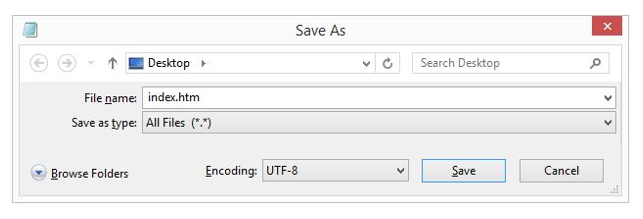 Save As
Desktop
Search Desktop
File name: index.htm
Save as type: All Files (*.*)
Browse Folders Encoding: UTF-8 Save Cancel